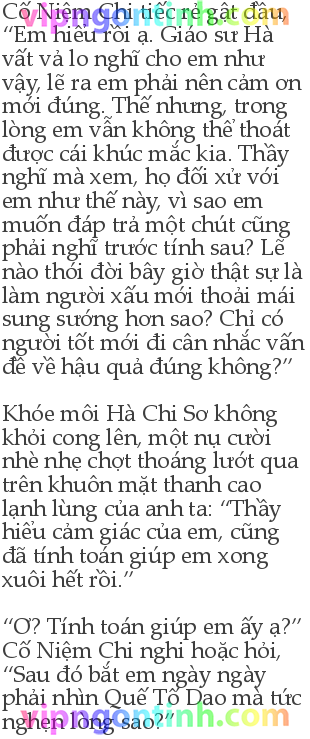 Cố Niệm Chi tiếc rẻ gật đầu,
“Em hiểu rồi ạ. Giáo sư Hà
vất vả lo nghĩ cho em như
vậy, lẽ ra em phải nên cảm ơn
mới đúng. Thế nhưng, trong
lòng em vẫn không thể thoát
được cái khúc mắc kia. Thầy
nghĩ mà xem, họ đối xử với
em như thế này, vì sao em
muốn đáp trả một chút cũng
phải nghĩ trước tính sau? Lẽ
nào thói đời bây giờ thật sự là
làm người xấu mới thoải mái
sung sướng hơn sao? Chỉ có
người tốt mới đi cân nhắc vấn
đề về hậu quả đúng không?”
Khóe môi Hà Chi Sơ không
khỏi cong lên, một nụ cười
nhè nhẹ chợt thoáng lướt qua
trên khuôn mặt thanh cao
lạnh lùng của anh ta: “Thầy
hiểu cảm giác của em, cũng
đã tính toán giúp em xong
xuôi hết rồi.”
“Ơ? Tính toán giúp em ấy ạ?”
Cố Niệm Chi nghi hoặc hỏi,
“Sau đó bắt em ngày ngày
phải nhìn Quế Tố Dao mà tức
nghẹn lòng sao?”
vipngontinh.com
vipngontinh.com